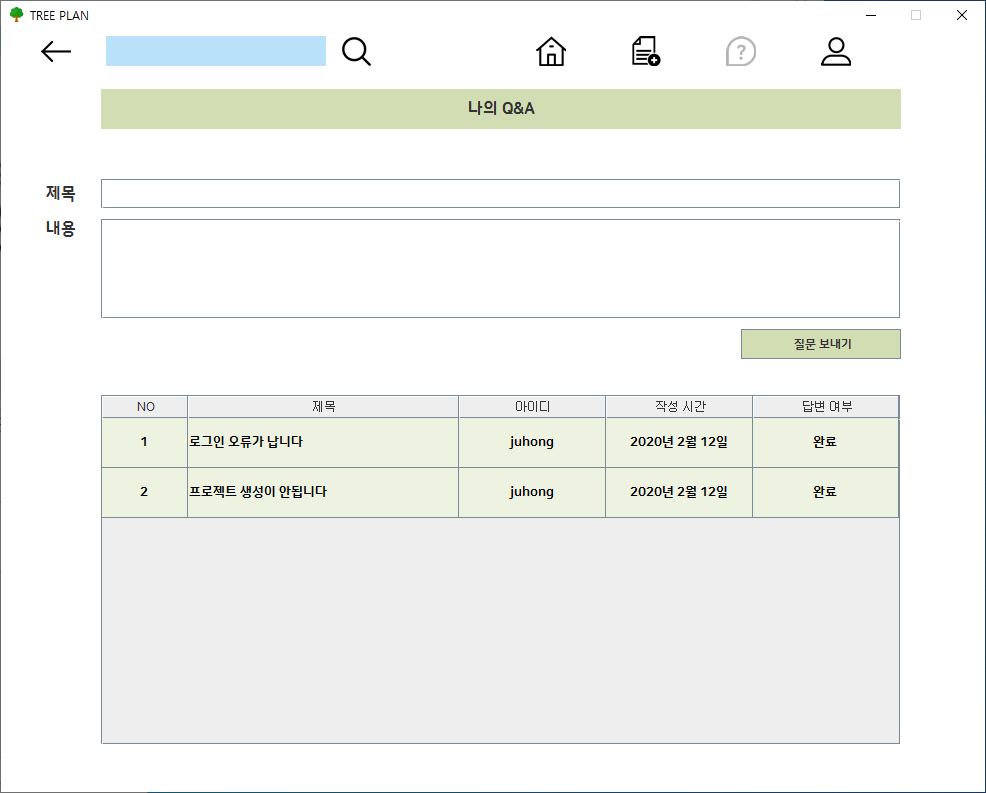 TREE PLAN
?
나의 Q&A
제목
내용
질문 보내기
NO 제목 아이디 작성 시간 답변 여부
1 로그인 오류가 납니다 juhong 2020년 2월 12일 완료
2 프로젝트 생성이 안됩니다 juhong 2020년 2월 12일 완료